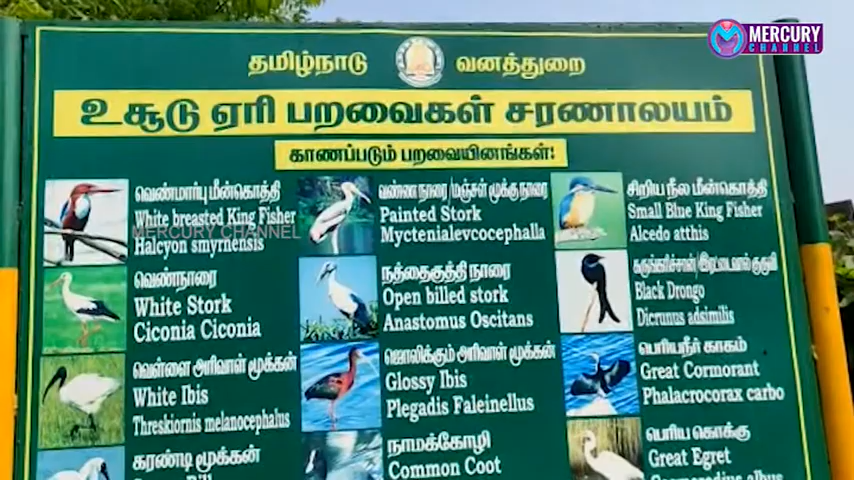 MERCURY
CHANNEL
தமிழ்நாடு வனத்துறை
உசூடு ஏரி பறவைகள் சரணாலயம்
காணப்படும் பறவையினங்கள்:
வெண்மார்பு மீன்கொத்தி
White breasted King Fisher
Halcyon smyrnensis
MERCURY CHANNEL
வண்ண நாரை/மஞ்சள் மூக்கு நாரை
Painted Stork
Myctenialevcocephalla
சிறிய நீல மீன்கொத்தி
Small Blue King Fisher
Alcedo atthis
வெண்நாரை
White Stork
Ciconia Ciconia
நத்தைகுத்தி நாரை
Open billed stork
Anastomus Oscitans
Black Drongo
Dicrunus adsimilis
வெள்ளை அரிவாள் மூக்கன்
White Ibis
Threskiornis melanocephalus
ஜொலிக்கும் அரிவாள் மூக்கன்
Glossy Ibis
Plegadis Faleinellus
பெரியநீர் காகம்
Great Cormorant
Phalacrocorax carbo
கரண்டி மூக்கன்
நாமக்கோழி
Common Coot
பெரிய கொக்கு
Great Egret